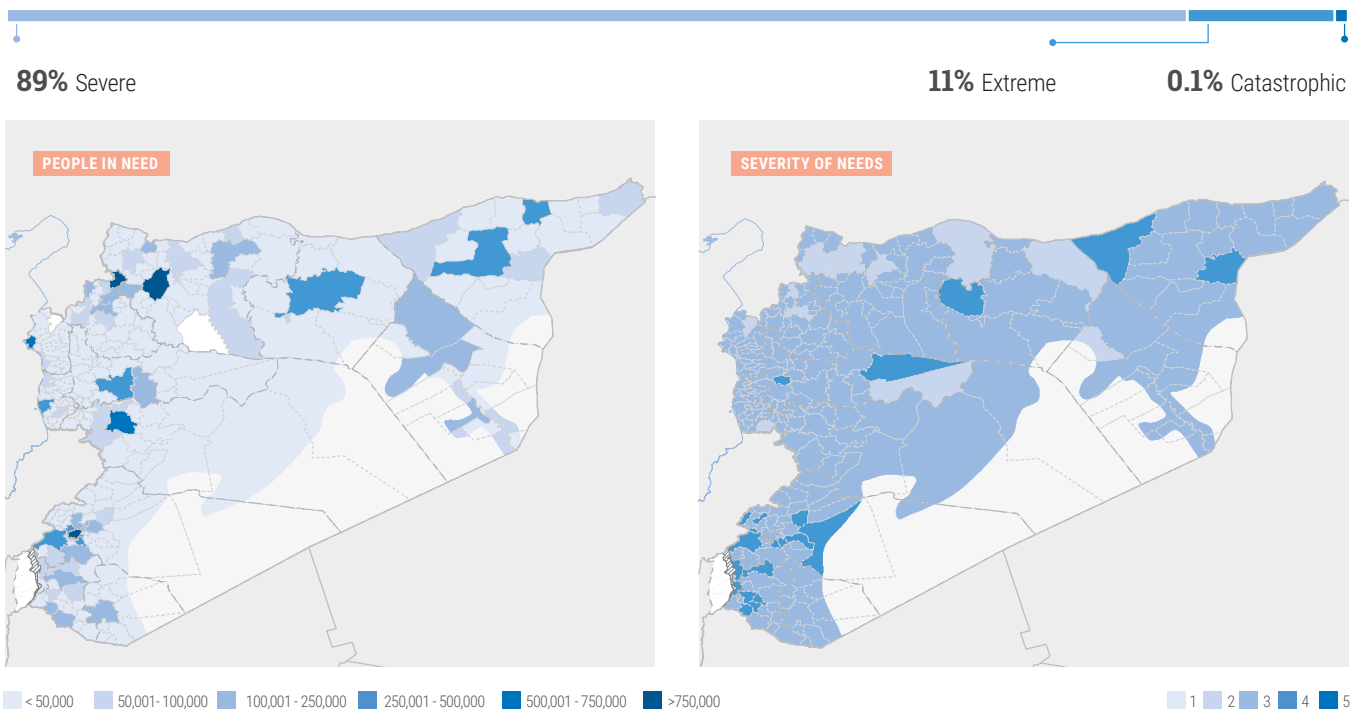 89% Severe
11% Extreme
0.1% Catastrophic
PEOPLE IN NEED
SEVERITY OF NEEDS
< 50,000
50,001- 100,000
100,001 - 250,000
250,001 - 500,000
500,001 - 750,000
>750,000
1
2
3
4
5